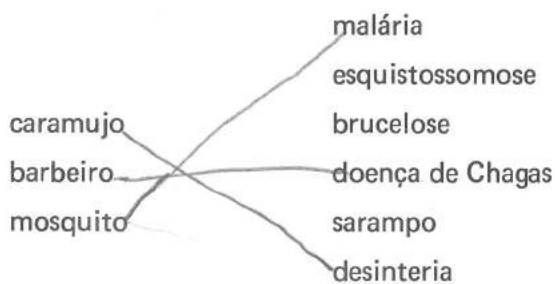 malária
esquistossomose
caramujo
brucelose
barbeiro
doença de Chagas
mosquito
sarampo
desinteria